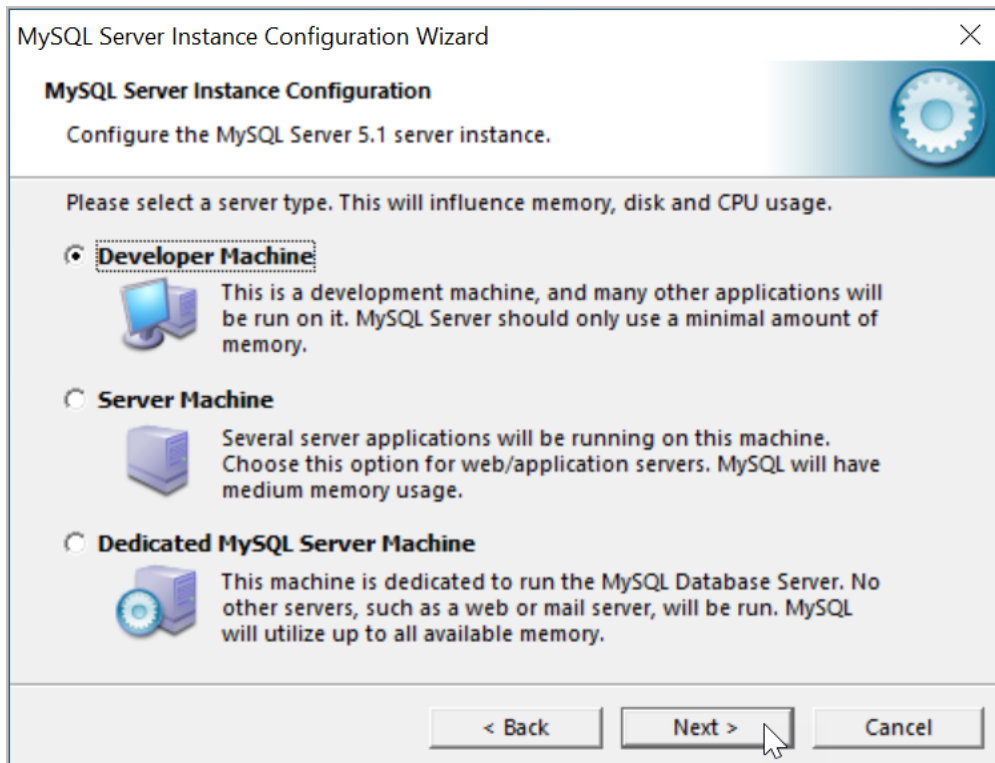 MySQL Server Instance Configuration Wizard
MySQL Server Instance Configuration
Configure the MySQL Server 5.1 server instance.
Please select a server type. This will influence memory, disk and CPU usage.
Developer Machine
This is a development machine, and many other applications will
be run on it. MySQL Server should only use a minimal amount of
memory.
Server Machine
Several server applications will be running on this machine.
Choose this option for web/application servers. MySQL will have
medium memory usage.
Dedicated MySQL Server Machine
This machine is dedicated to run the MySQL Database Server. No
other servers, such as a web or mail server, will be run. MySQL
will utilize up to all available memory.
< Back Next > Cancel